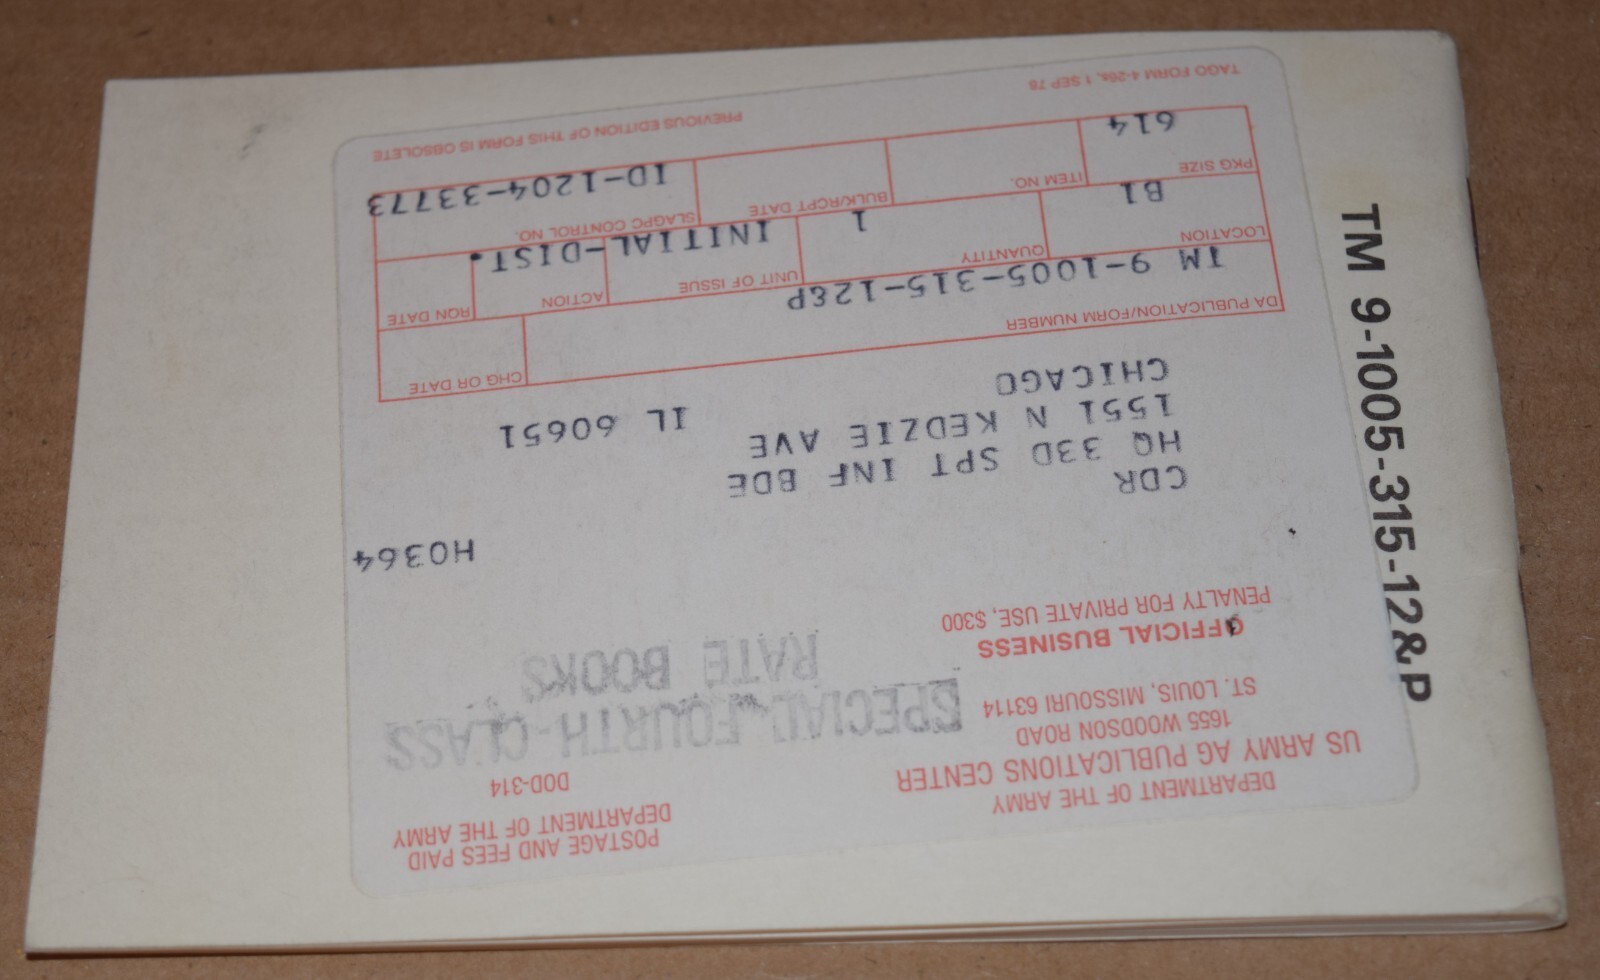 TM 9-1005-315-12&P
DEPARTMENT OF THE ARMY
US ARMY AG PUBLICATIONS CENTER
1655 WOODSON ROAD
ST. LOUIS, MISSOURI 63114
OFFICIAL BUSINESS
PENALTY FOR PRIVATE USE, $300
POSTAGE AND FEES PAID
DEPARTMENT OF THE ARMY
DOD-314
SPECIAL FOURTH-CLASS
RATE BOOKS
H0364
CDR
HQ 33D SPT INF BDE
1551 N KEDZIE AVE
CHICAGO IL 60651
DA PUBLICATION/FORM NUMBER CHG OR DATE
TM 9-1005-315-12&P
LOCATION QUANTITY UNIT OF ISSUE ACTION RQN DATE
B1 1 INITIAL-DIST.
PKG SIZE ITEM NO. BULK/RCPT DATE SLAGPC CONTROL NO.
614 ID-1204-33773
TAGO FORM 4-26a, 1 SEP 78 PREVIOUS EDITION OF THIS FORM IS OBSOLETE